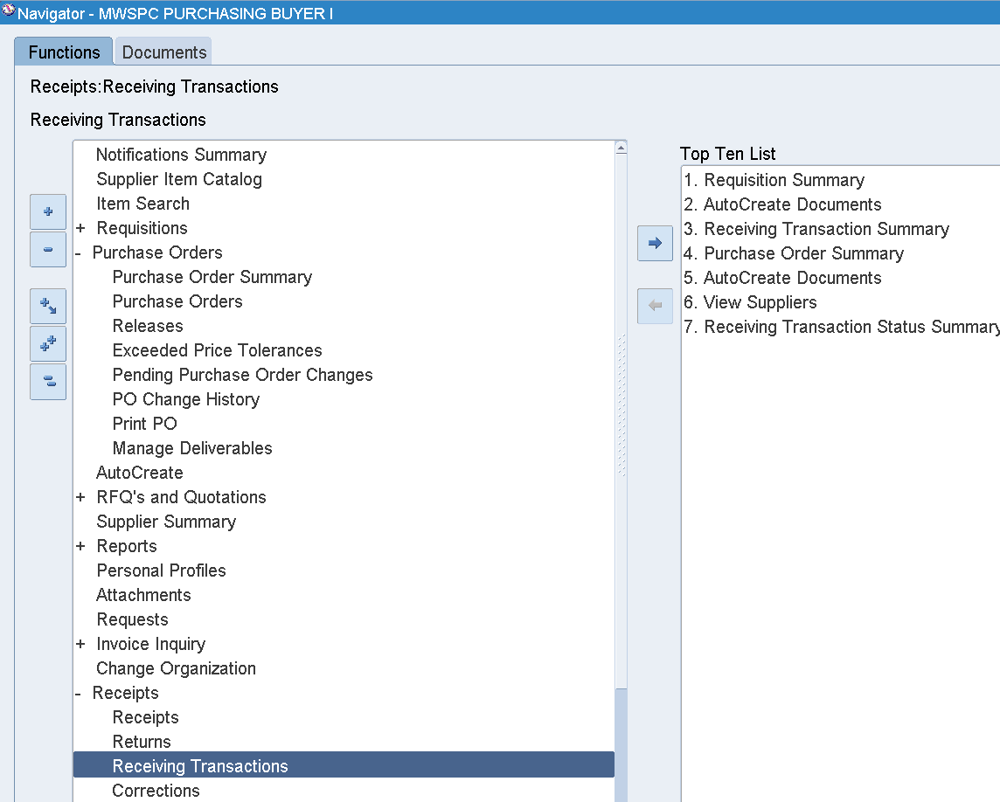 Navigator - MWSPC PURCHASING BUYER I
Functions
Documents
Receipts:Receiving Transactions
Receiving Transactions
Notifications Summary
Supplier Item Catalog
Item Search
+ Requisitions
- Purchase Orders
Purchase Order Summary
Purchase Orders
Releases
Exceeded Price Tolerances
Pending Purchase Order Changes
PO Change History
Print PO
Manage Deliverables
AutoCreate
+ RFQ's and Quotations
Supplier Summary
+ Reports
Personal Profiles
Attachments
Requests
+ Invoice Inquiry
Change Organization
- Receipts
Receipts
Returns
Receiving Transactions
Corrections
Top Ten List
1. Requisition Summary
2. AutoCreate Documents
3. Receiving Transaction Summary
4. Purchase Order Summary
5. AutoCreate Documents
6. View Suppliers
7. Receiving Transaction Status Summary